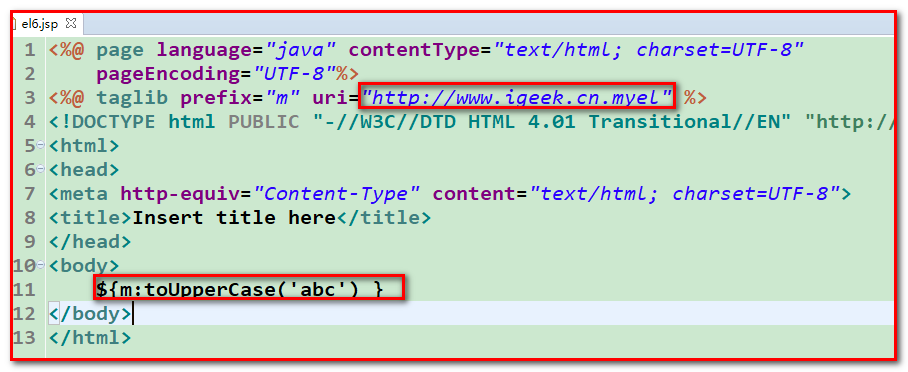 el6.jsp
1 <%@ page language="java" contentType="text/html; charset=UTF-8"
2     pageEncoding="UTF-8"%>
3 <%@ taglib prefix="m" uri="http://www.igeek.cn.myel" %>
4 <!DOCTYPE html PUBLIC "-//W3C//DTD HTML 4.01 Transitional//EN" "http://
5 <html>
6 <head>
7 <meta http-equiv="Content-Type" content="text/html; charset=UTF-8">
8 <title>Insert title here</title>
9 </head>
10 <body>
11     ${m:toUpperCase('abc') }
12 </body>
13 </html>